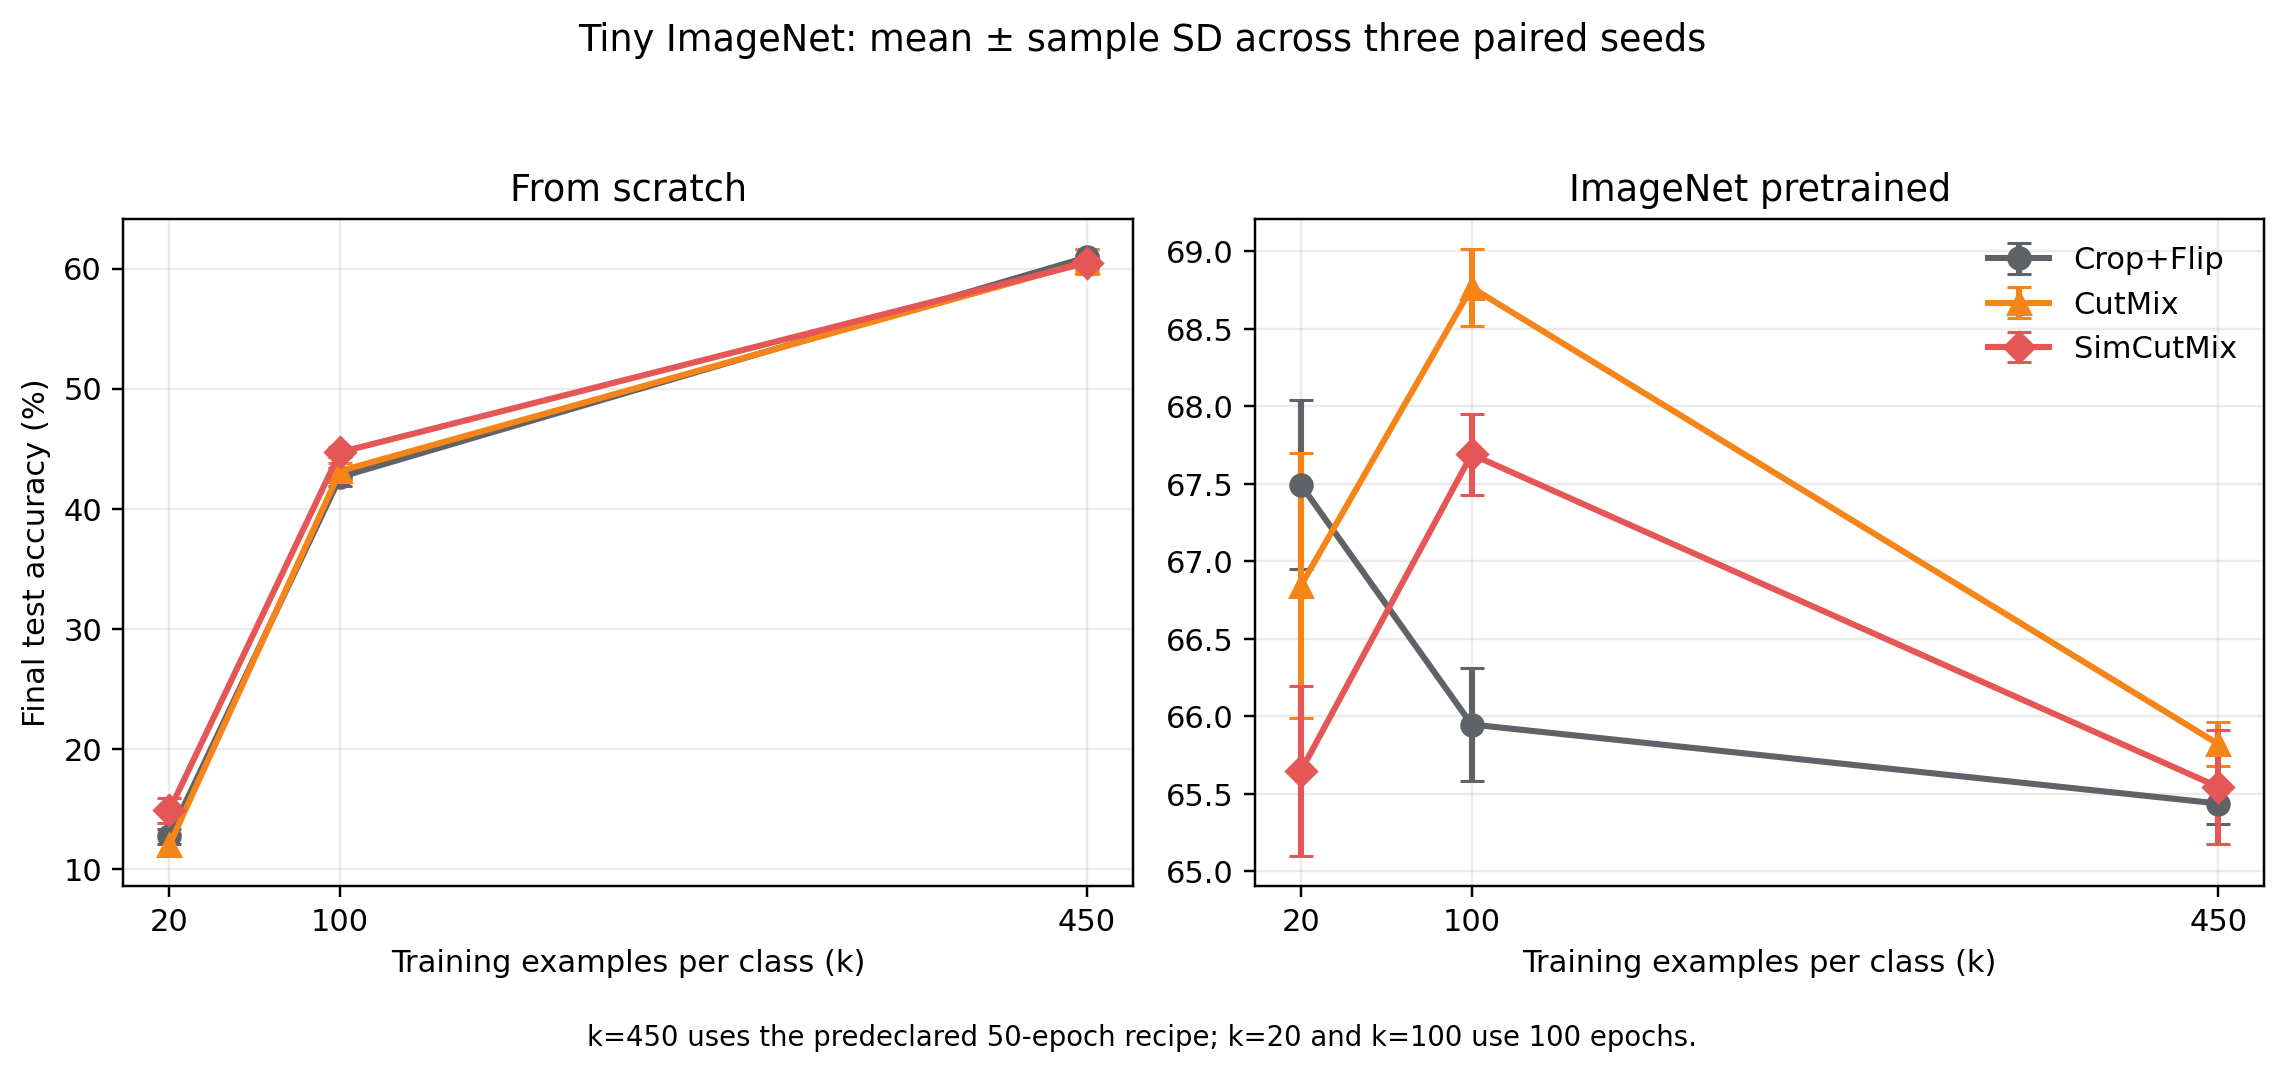 Tiny ImageNet: mean ± sample SD across three paired seeds
From scratch
60
50
40
30
20
10
Final test accuracy (%)
20 100 450
Training examples per class (k)
ImageNet pretrained
69.0
68.5
68.0
67.5
67.0
66.5
66.0
65.5
65.0
Crop+Flip
CutMix
SimCutMix
20 100 450
Training examples per class (k)
k=450 uses the predeclared 50-epoch recipe; k=20 and k=100 use 100 epochs.